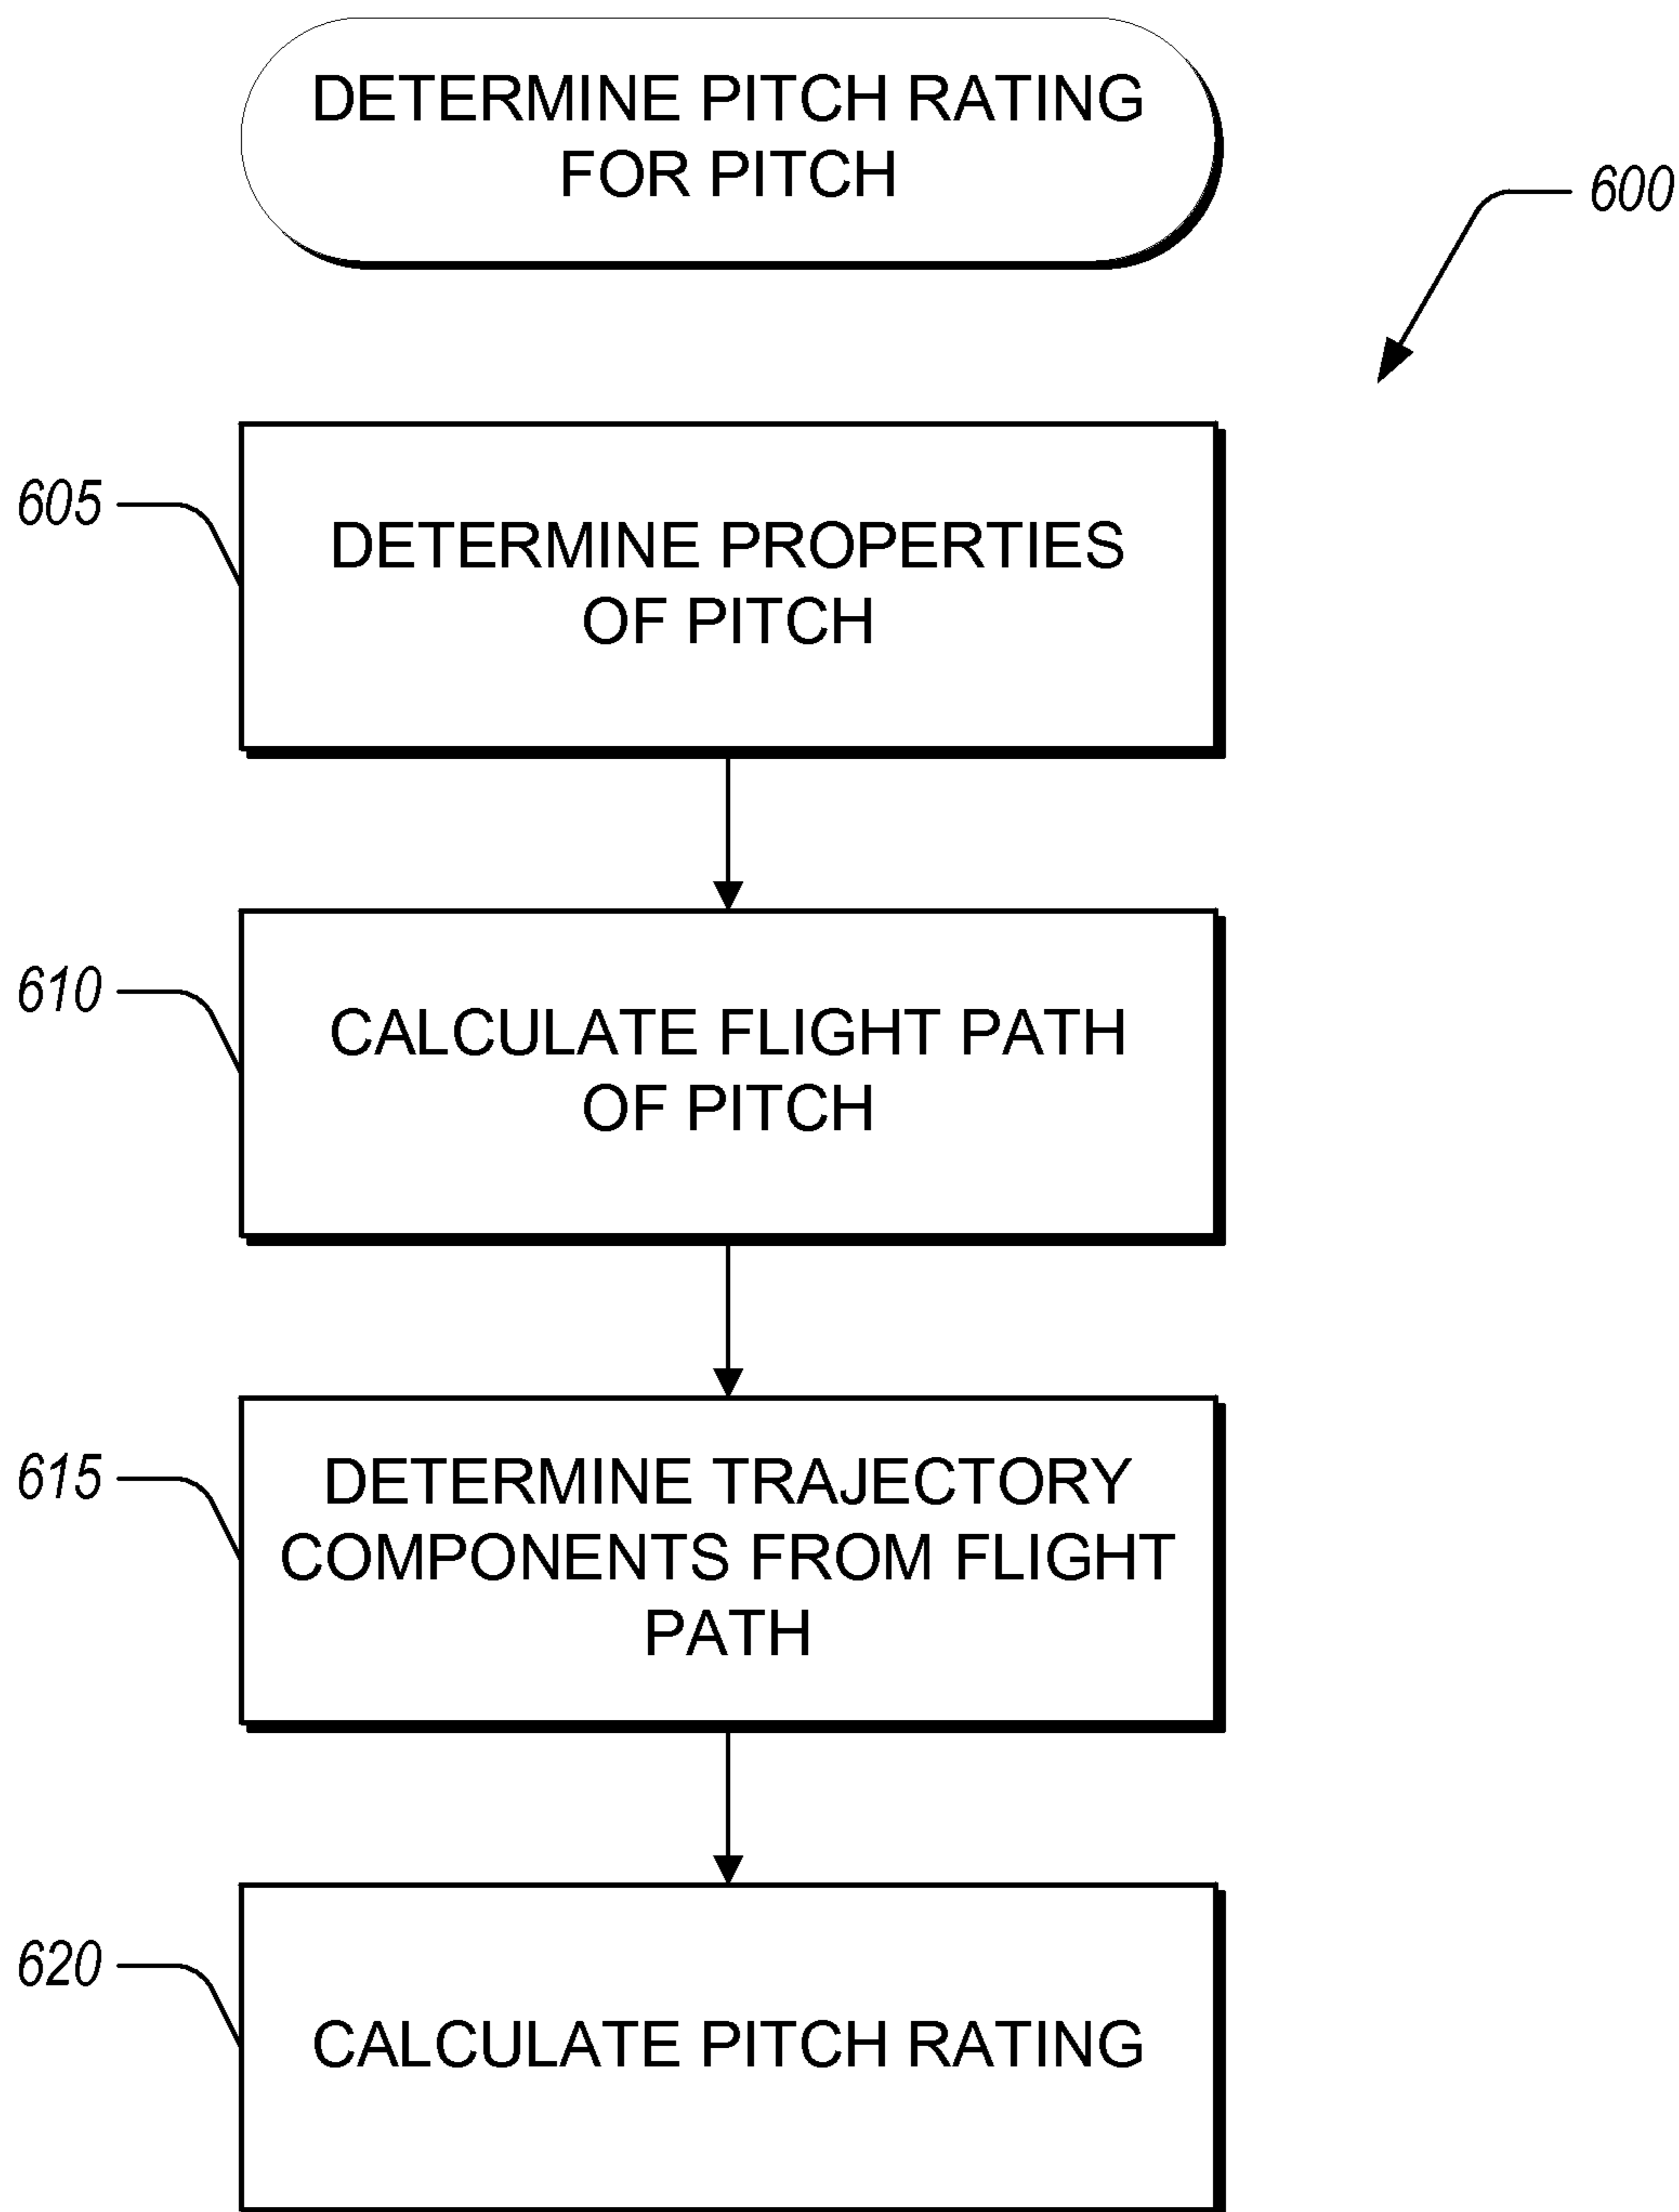 DETERMINE PITCH RATING
FOR PITCH
600
605
DETERMINE PROPERTIES
OF PITCH
610
CALCULATE FLIGHT PATH
OF PITCH
615
DETERMINE TRAJECTORY
COMPONENTS FROM FLIGHT
PATH
620
CALCULATE PITCH RATING